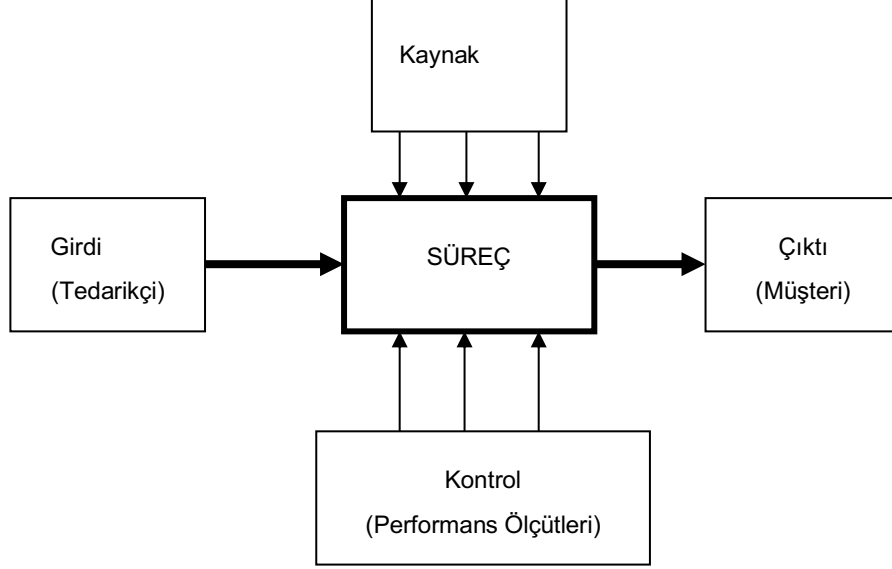 Kaynak
Girdi
(Tedarikçi)
SÜREÇ
Çıktı
(Müşteri)
Kontrol
(Performans Ölçütleri)